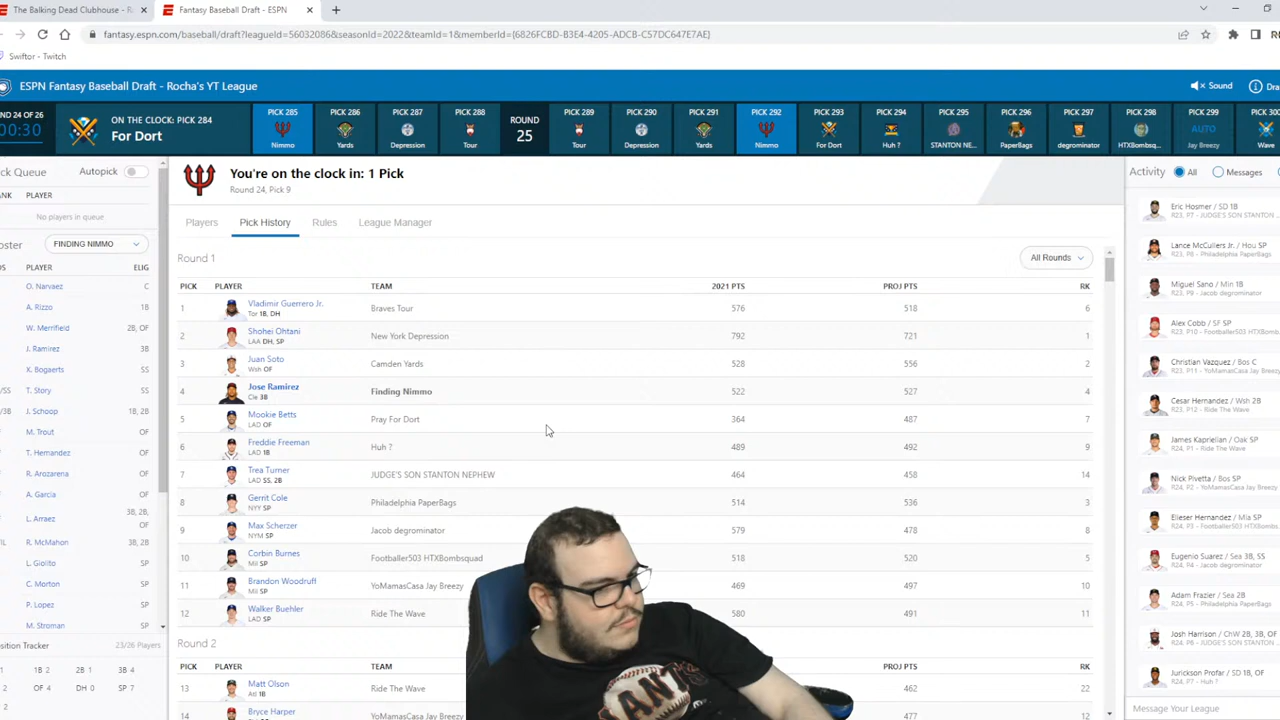 The Balking Dead Clubhouse - R
Fantasy Baseball Draft - ESPN
fantasy.espn.com/baseball/draft?leagueId=56032086&seasonId=2022&teamId=1&memberId={6826FCBD-B3E4-4205-ADCB-C57DC647E7AE}
Swiftor - Twitch
ESPN Fantasy Baseball Draft - Rocha's YT League
Sound
Dra
ND 24 OF 26
00:30
ON THE CLOCK: PICK 284
For Dort
PICK 285
Nimmo
PICK 286
Yards
PICK 287
Depression
PICK 288
Tour
ROUND
25
PICK 289
Tour
PICK 290
Depression
PICK 291
Yards
PICK 292
Nimmo
PICK 293
For Dort
PICK 294
Huh ?
PICK 295
STANTON NE...
PICK 296
PaperBags
PICK 297
degrominator
PICK 298
HTXBombsq...
PICK 299
AUTO
Jay Breezy
PICK 300
Wave
ck Queue
Autopick
ANK PLAYER
No players in queue
oster
FINDING NIMMO
OS PLAYER ELIG
O. Narvaez C
A. Rizzo 1B
W. Merrifield 2B, OF
J. Ramirez 3B
X. Bogaerts SS
/SS T. Story SS
/3B J. Schoop 1B, 2B
M. Trout OF
T. Hernandez OF
R. Arozarena OF
A. Garcia OF
L. Arraez 3B, 2B, OF
TIL R. McMahon 3B, 2B
L. Giolito SP
C. Morton SP
P. Lopez SP
M. Stroman SP
osition Tracker 23/26 Players
1 1B 2 2B 1 3B 4
2 OF 4 DH 0 SP 7
2
You're on the clock in: 1 Pick
Round 24, Pick 9
Players
Pick History
Rules
League Manager
Round 1
All Rounds
PICK PLAYER TEAM 2021 PTS PROJ PTS RK
1 Vladimir Guerrero Jr. Tor 1B, DH Braves Tour 576 518 6
2 Shohei Ohtani LAA DH, SP New York Depression 792 721 1
3 Juan Soto Wsh OF Camden Yards 528 556 2
4 Jose Ramirez Cle 3B Finding Nimmo 522 527 4
5 Mookie Betts LAD OF Pray For Dort 364 487 7
6 Freddie Freeman LAD 1B Huh ? 489 492 9
7 Trea Turner LAD SS, 2B JUDGE'S SON STANTON NEPHEW 464 458 14
8 Gerrit Cole NYY SP Philadelphia PaperBags 514 536 3
9 Max Scherzer NYM SP Jacob degrominator 579 478 8
10 Corbin Burnes Mil SP Footballer503 HTXBombsquad 518 520 5
11 Brandon Woodruff Mil SP YoMamasCasa Jay Breezy 469 497 10
12 Walker Buehler LAD SP Ride The Wave 580 491 11
Round 2
PICK PLAYER TEAM PROJ PTS RK
13 Matt Olson Atl 1B Ride The Wave 462 22
14 Bryce Harper YoMamasCasa Jay Breezy 477 12
Activity
All
Messages
Eric Hosmer / SD 1B
R23, P7 - JUDGE'S SON STANTON
Lance McCullers Jr. / Hou SP
R23, P8 - Philadelphia PaperBags
Miguel Sano / Min 1B
R23, P9 - Jacob degrominator
Alex Cobb / SF SP
R23, P10 - Footballer503 HTXBomb
Christian Vazquez / Bos C
R23, P11 - YoMamasCasa Jay Bree
Cesar Hernandez / Wsh 2B
R23, P12 - Ride The Wave
James Kaprielian / Oak SP
R24, P1 - Ride The Wave
Nick Pivetta / Bos SP
R24, P2 - YoMamasCasa Jay Breezy
Elieser Hernandez / Mia SP
R24, P3 - Footballer503 HTXBomb
Eugenio Suarez / Sea 3B, SS
R24, P4 - Jacob degrominator
Adam Frazier / Sea 2B
R24, P5 - Philadelphia PaperBags
Josh Harrison / ChW 2B, 3B, OF
R24, P6 - JUDGE'S SON STANTON
Jurickson Profar / SD 1B, OF
R24, P7 - Huh ?
Message Your League
GIANTS